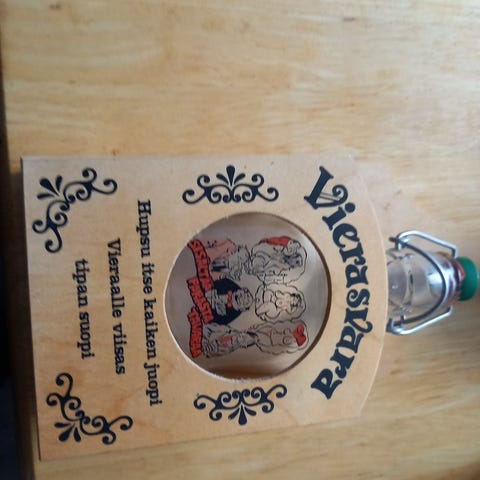 Vierasvara
Hupsu itse kaiken juopi
Vieraalle viisas
tipan suopi